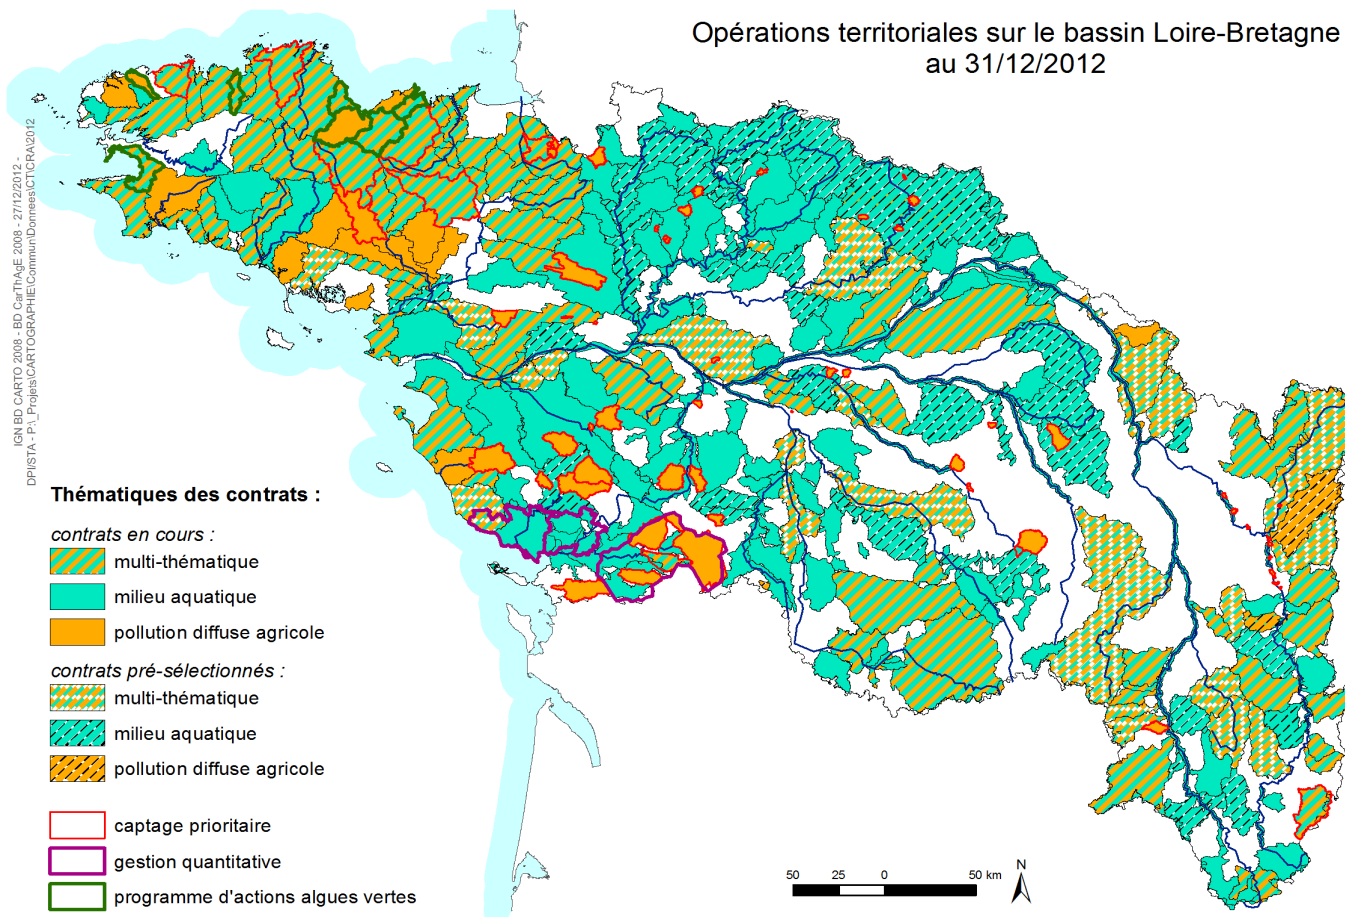 Opérations territoriales sur le bassin Loire-Bretagne
au 31/12/2012
IGN BD CARTO 2008 - BD CarThAgE 2008 - 27/12/2012 -
DPI/ISTA - P:\_Projets\CARTOGRAPHIE\Commun\Donnees\CT\CRA\2012
Thématiques des contrats :
contrats en cours :
multi-thématique
milieu aquatique
pollution diffuse agricole
contrats pré-sélectionnés :
multi-thématique
milieu aquatique
pollution diffuse agricole
captage prioritaire
gestion quantitative
programme d'actions algues vertes
50 25 0 50 km
N